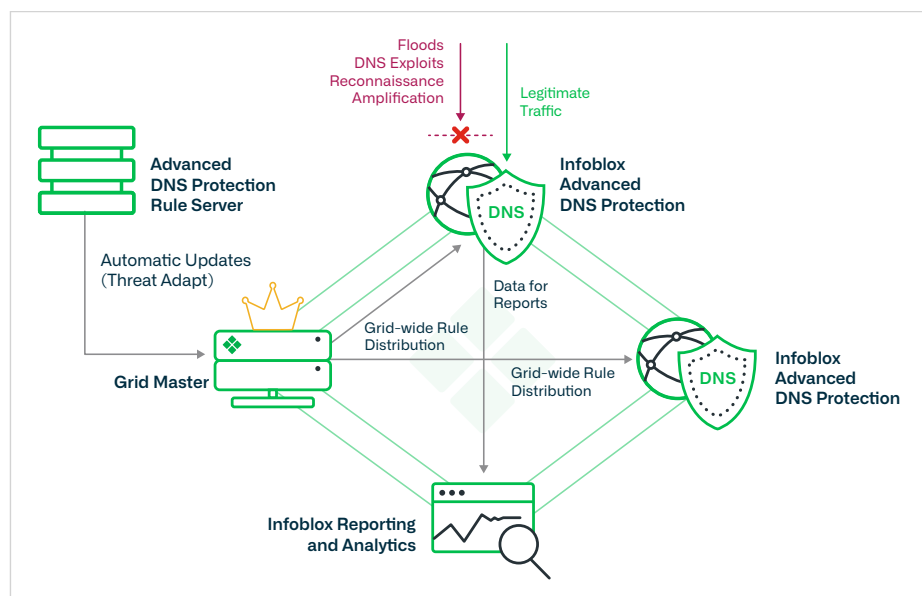 Floods
DNS Exploits
Reconnaissance
Amplification
Legitimate
Traffic
Advanced
DNS Protection
Rule Server
Infoblox
Advanced
DNS Protection
DNS
Automatic Updates
(Threat Adapt)
Data for
Reports
Grid-wide Rule
Distribution
Grid Master
Grid-wide Rule
Distribution
DNS
Infoblox
Advanced
DNS Protection
Infoblox Reporting
and Analytics